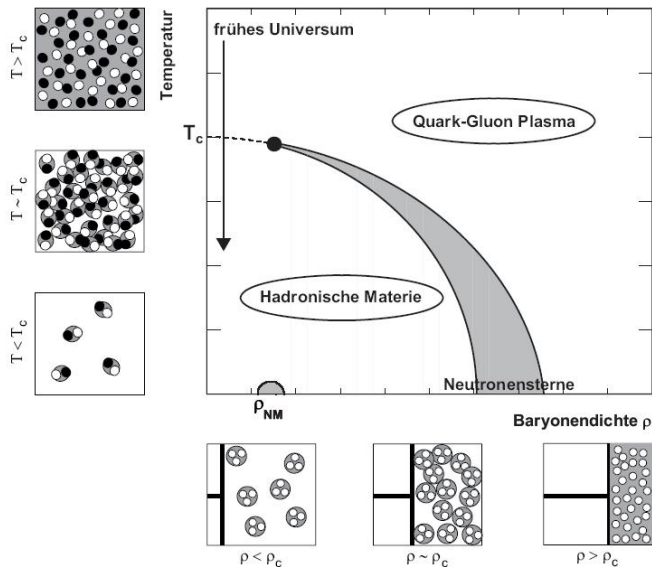 T > T_c
T ~ T_c
T < T_c
Temperatur
frühes Universum
Quark-Gluon Plasma
T_c
Hadronische Materie
Neutronensterne
ρ_NM
Baryonendichte ρ
ρ < ρ_c
ρ ~ ρ_c
ρ > ρ_c